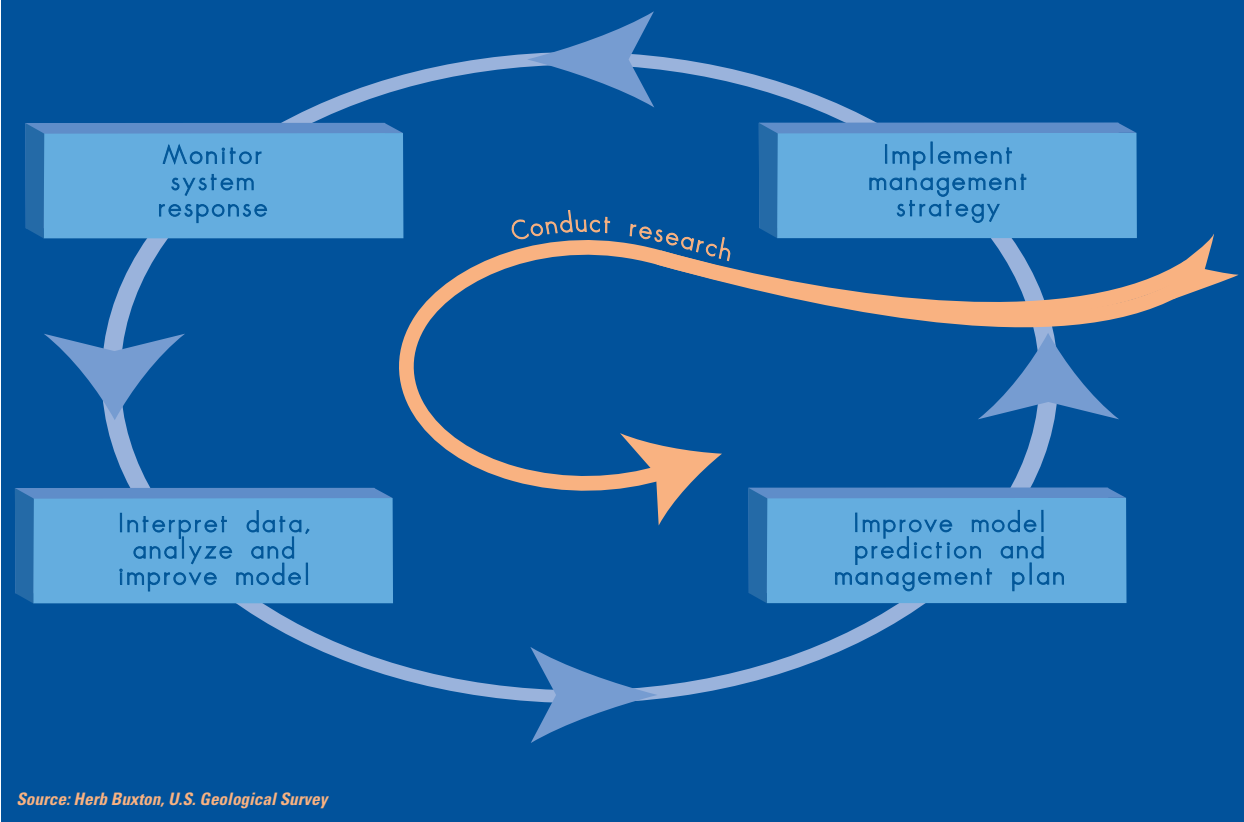 Monitor
system
response
Implement
management
strategy
Conduct research
Interpret data,
analyze and
improve model
Improve model
prediction and
management plan
Source: Herb Buxton, U.S. Geological Survey